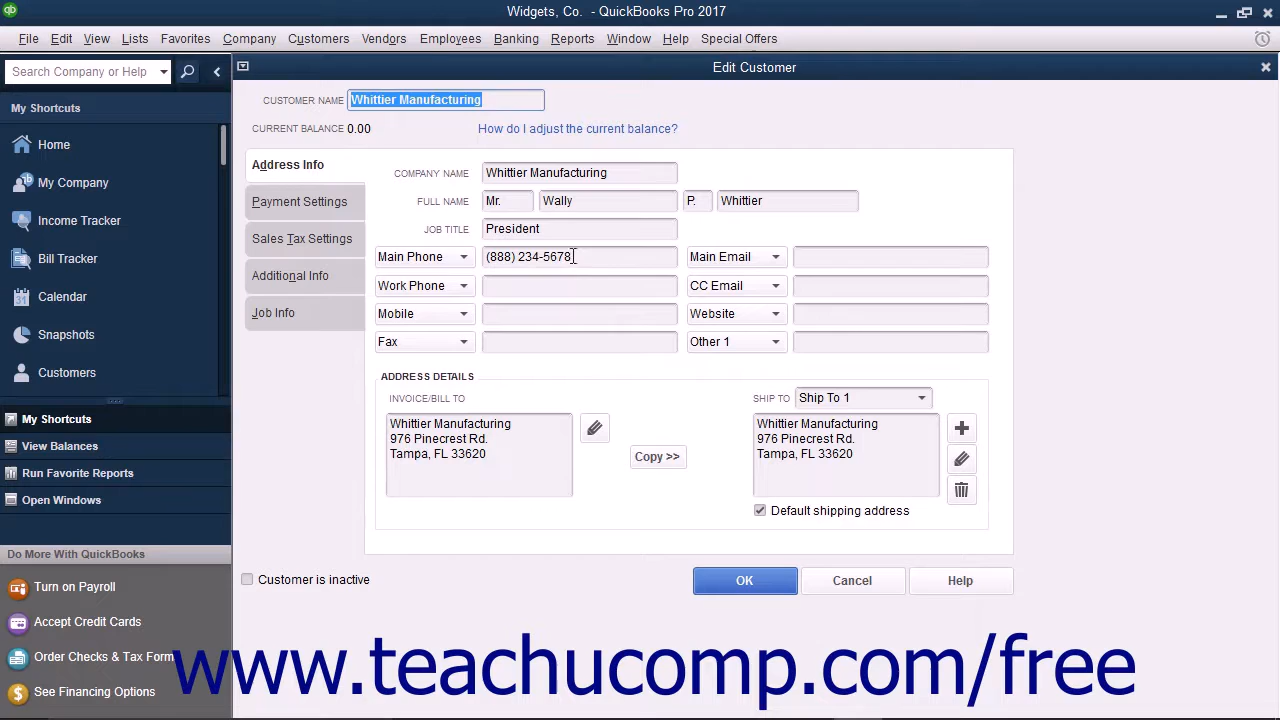 Widgets, Co. - QuickBooks Pro 2017
File Edit View Lists Favorites Company Customers Vendors Employees Banking Reports Window Help Special Offers
Search Company or Help
Edit Customer
My Shortcuts
Home
My Company
Income Tracker
Bill Tracker
Calendar
Snapshots
Customers
My Shortcuts
View Balances
Run Favorite Reports
Open Windows
Do More With QuickBooks
Turn on Payroll
Accept Credit Cards
Order Checks & Tax Form
See Financing Options
CUSTOMER NAME Whittier Manufacturing
CURRENT BALANCE 0.00 How do I adjust the current balance?
Address Info
Payment Settings
Sales Tax Settings
Additional Info
Job Info
COMPANY NAME Whittier Manufacturing
FULL NAME Mr. Wally P. Whittier
JOB TITLE President
Main Phone (888) 234-5678 Main Email
Work Phone CC Email
Mobile Website
Fax Other 1
ADDRESS DETAILS
INVOICE/BILL TO
Whittier Manufacturing
976 Pinecrest Rd.
Tampa, FL 33620
Copy >>
SHIP TO Ship To 1
Whittier Manufacturing
976 Pinecrest Rd.
Tampa, FL 33620
Default shipping address
Customer is inactive
OK Cancel Help
www.teachucomp.com/free